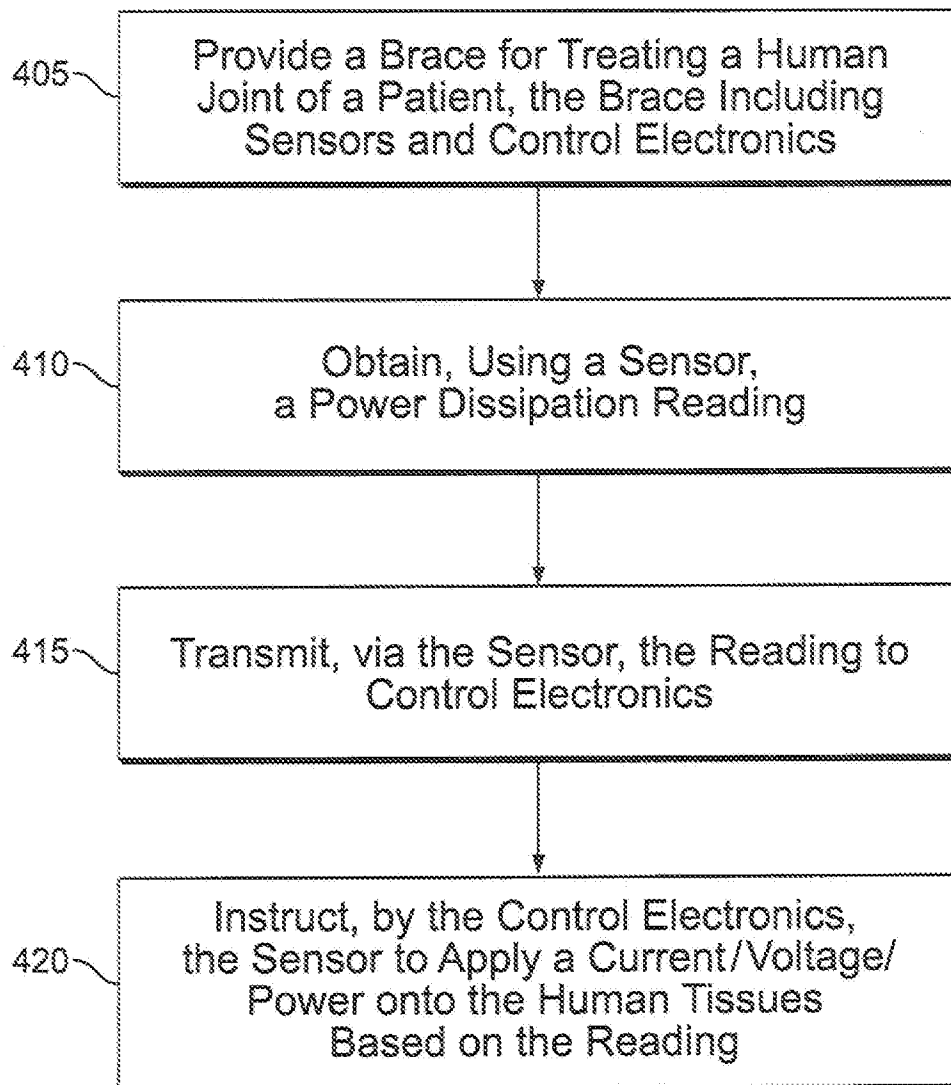 405
Provide a Brace for Treating a Human
Joint of a Patient, the Brace Including
Sensors and Control Electronics
410
Obtain, Using a Sensor,
a Power Dissipation Reading
415
Transmit, via the Sensor, the Reading to
Control Electronics
420
Instruct, by the Control Electronics,
the Sensor to Apply a Current/Voltage/
Power onto the Human Tissues
Based on the Reading